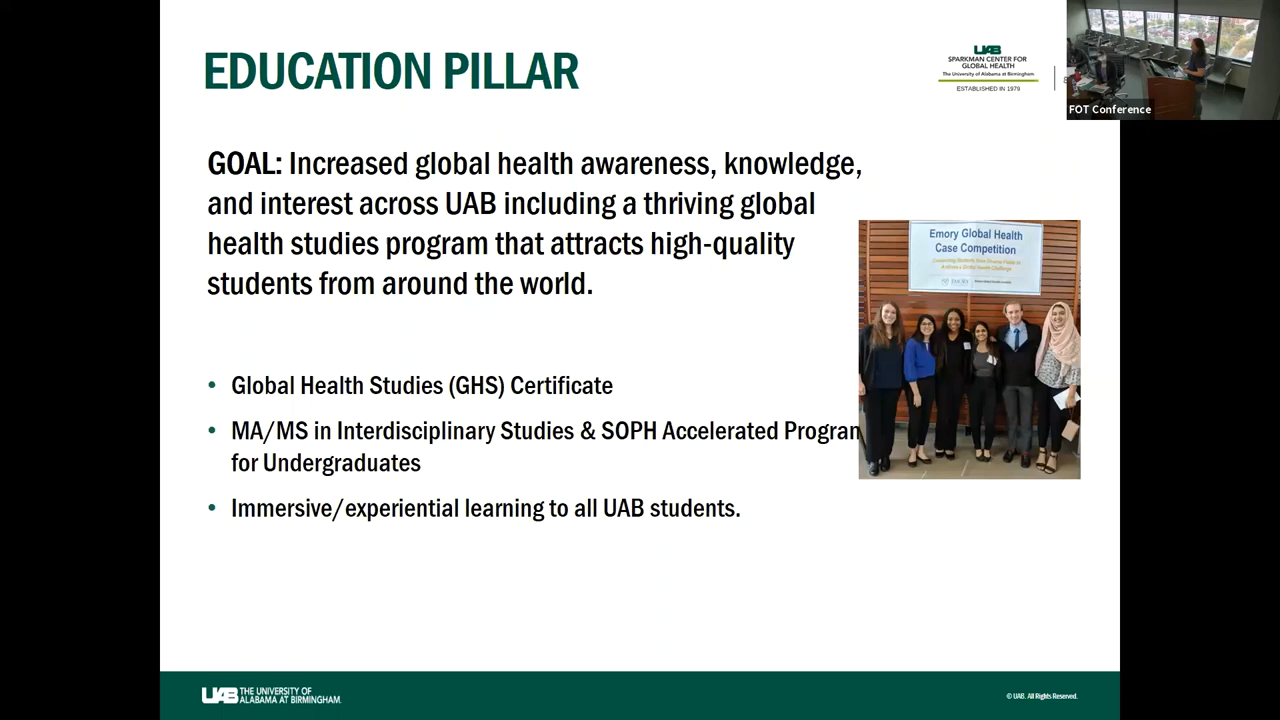 EDUCATION PILLAR
UAB
SPARKMAN CENTER FOR
GLOBAL HEALTH
The University of Alabama at Birmingham
ESTABLISHED IN 1979
FOT Conference
GOAL: Increased global health awareness, knowledge,
and interest across UAB including a thriving global
health studies program that attracts high-quality
students from around the world.
Emory Global Health
Case Competition
• Global Health Studies (GHS) Certificate
• MA/MS in Interdisciplinary Studies & SOPH Accelerated Program
for Undergraduates
• Immersive/experiential learning to all UAB students.
UAB THE UNIVERSITY OF
ALABAMA AT BIRMINGHAM.
© UAB. All Rights Reserved.